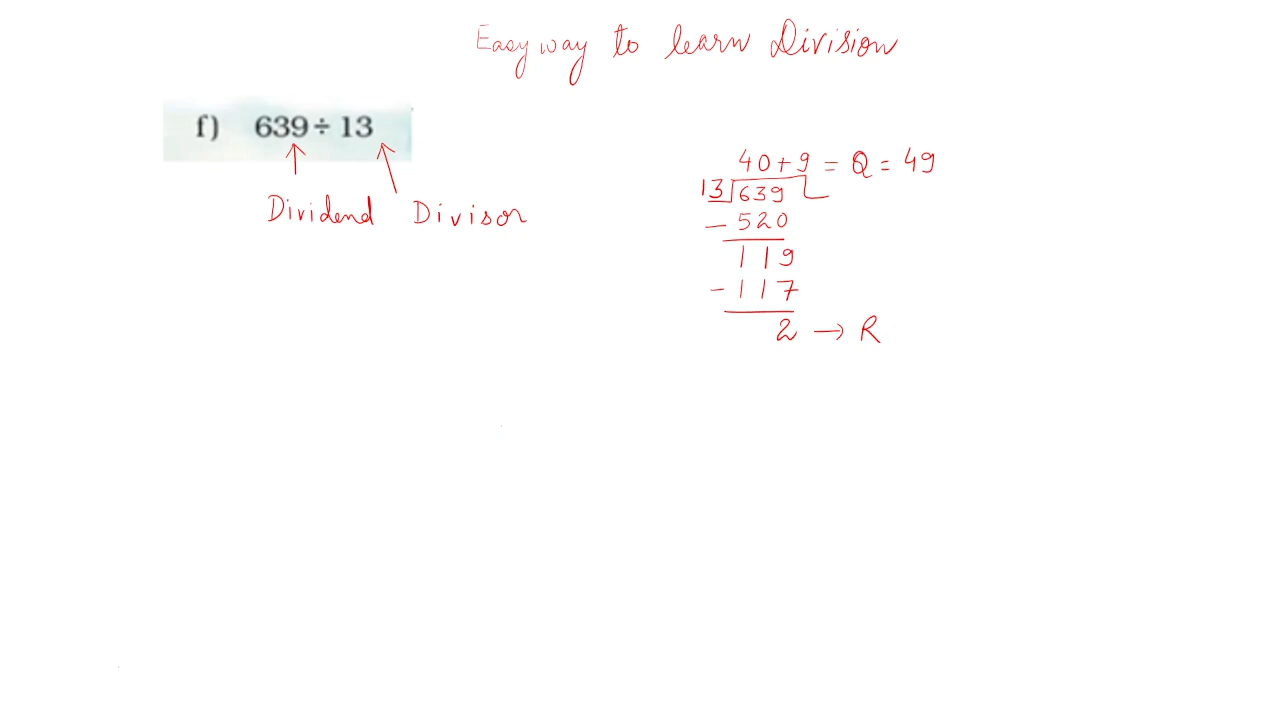 Easy way to learn Division
f) 639 ÷ 13
Dividend Divisor
40 + 9 = Q = 49
13 639
- 520
119
- 117
2 → R